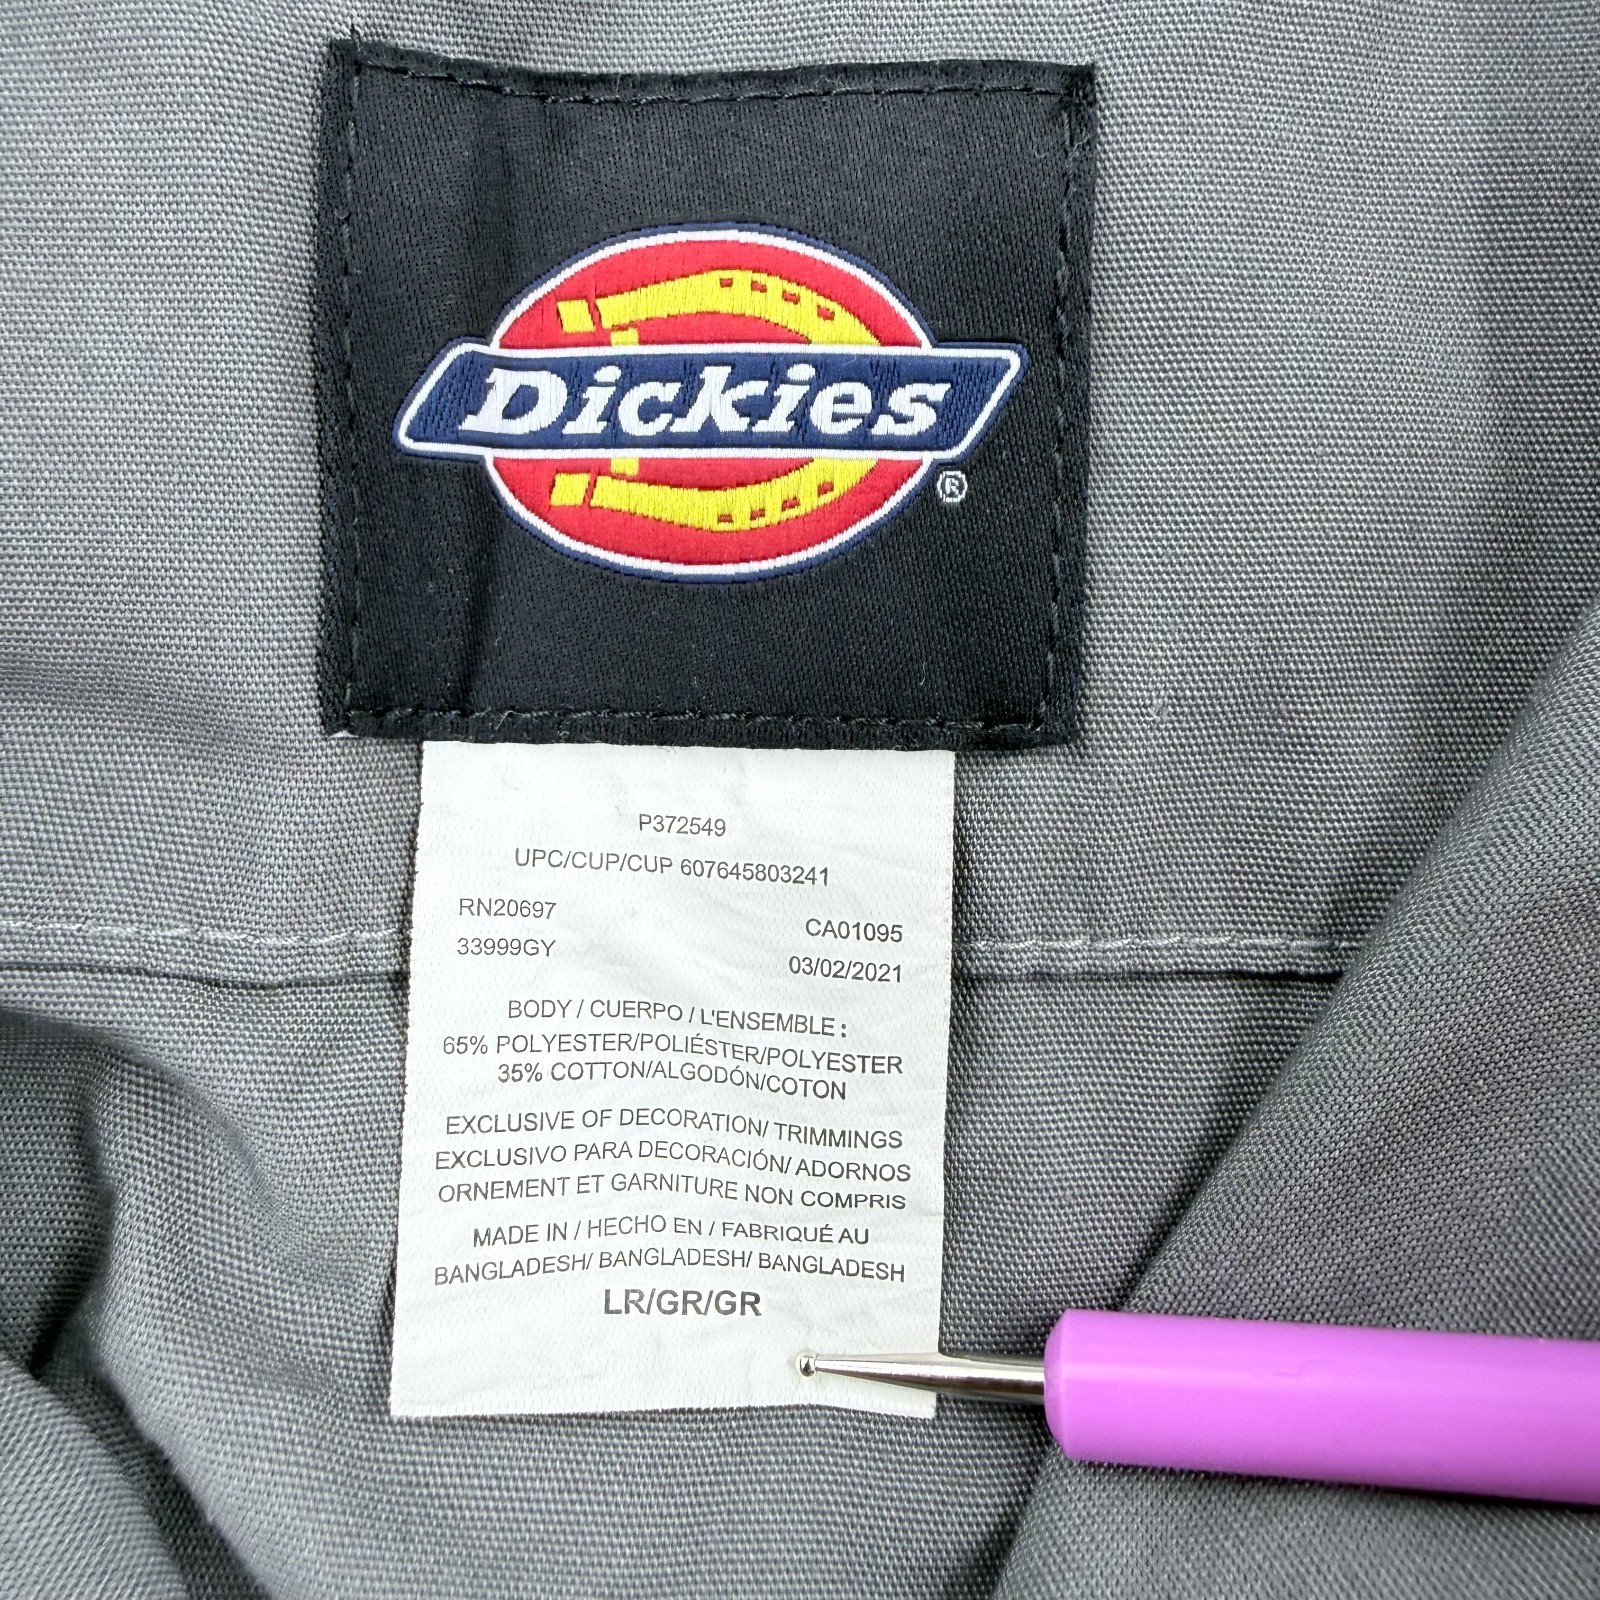 Dickies®
P372549
UPC/CUP/CUP 607645803241
RN20697 CA01095
33999GY 03/02/2021
BODY / CUERPO / L'ENSEMBLE :
65% POLYESTER/POLIÉSTER/POLYESTER
35% COTTON/ALGODÓN/COTON
EXCLUSIVE OF DECORATION/ TRIMMINGS
EXCLUSIVO PARA DECORACIÓN/ ADORNOS
ORNEMENT ET GARNITURE NON COMPRIS
MADE IN / HECHO EN / FABRIQUÉ AU
BANGLADESH/ BANGLADESH/ BANGLADESH
LR/GR/GR